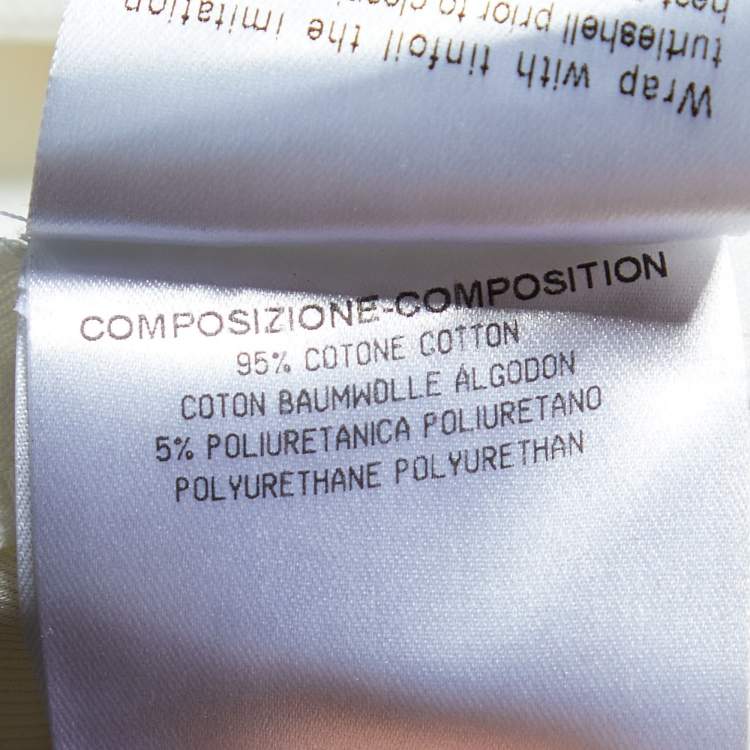 Wrap with tinfoil the imitation
turtleshell prior to
COMPOSIZIONE-COMPOSITION
95% COTONE COTTON
COTON BAUMWOLLE ALGODON
5% POLIURETANICA POLIURETANO
POLYURETHANE POLYURETHAN